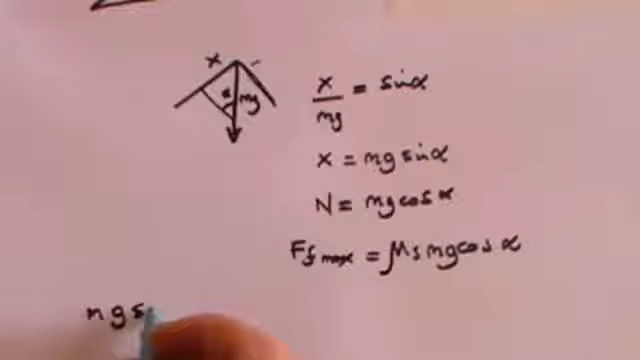 x
α
mg
x/mg = sinα
x = mg sinα
N = mg cosα
Ff max = μs mg cosα
mgs